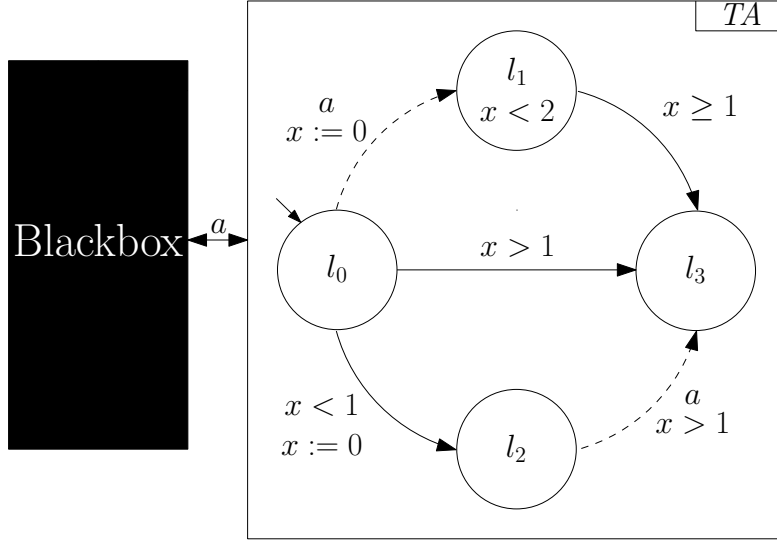 TA
l₁
x < 2
a
x := 0
x ≥ 1
Blackbox
a
l₀
x > 1
l₃
x < 1
x := 0
l₂
a
x > 1